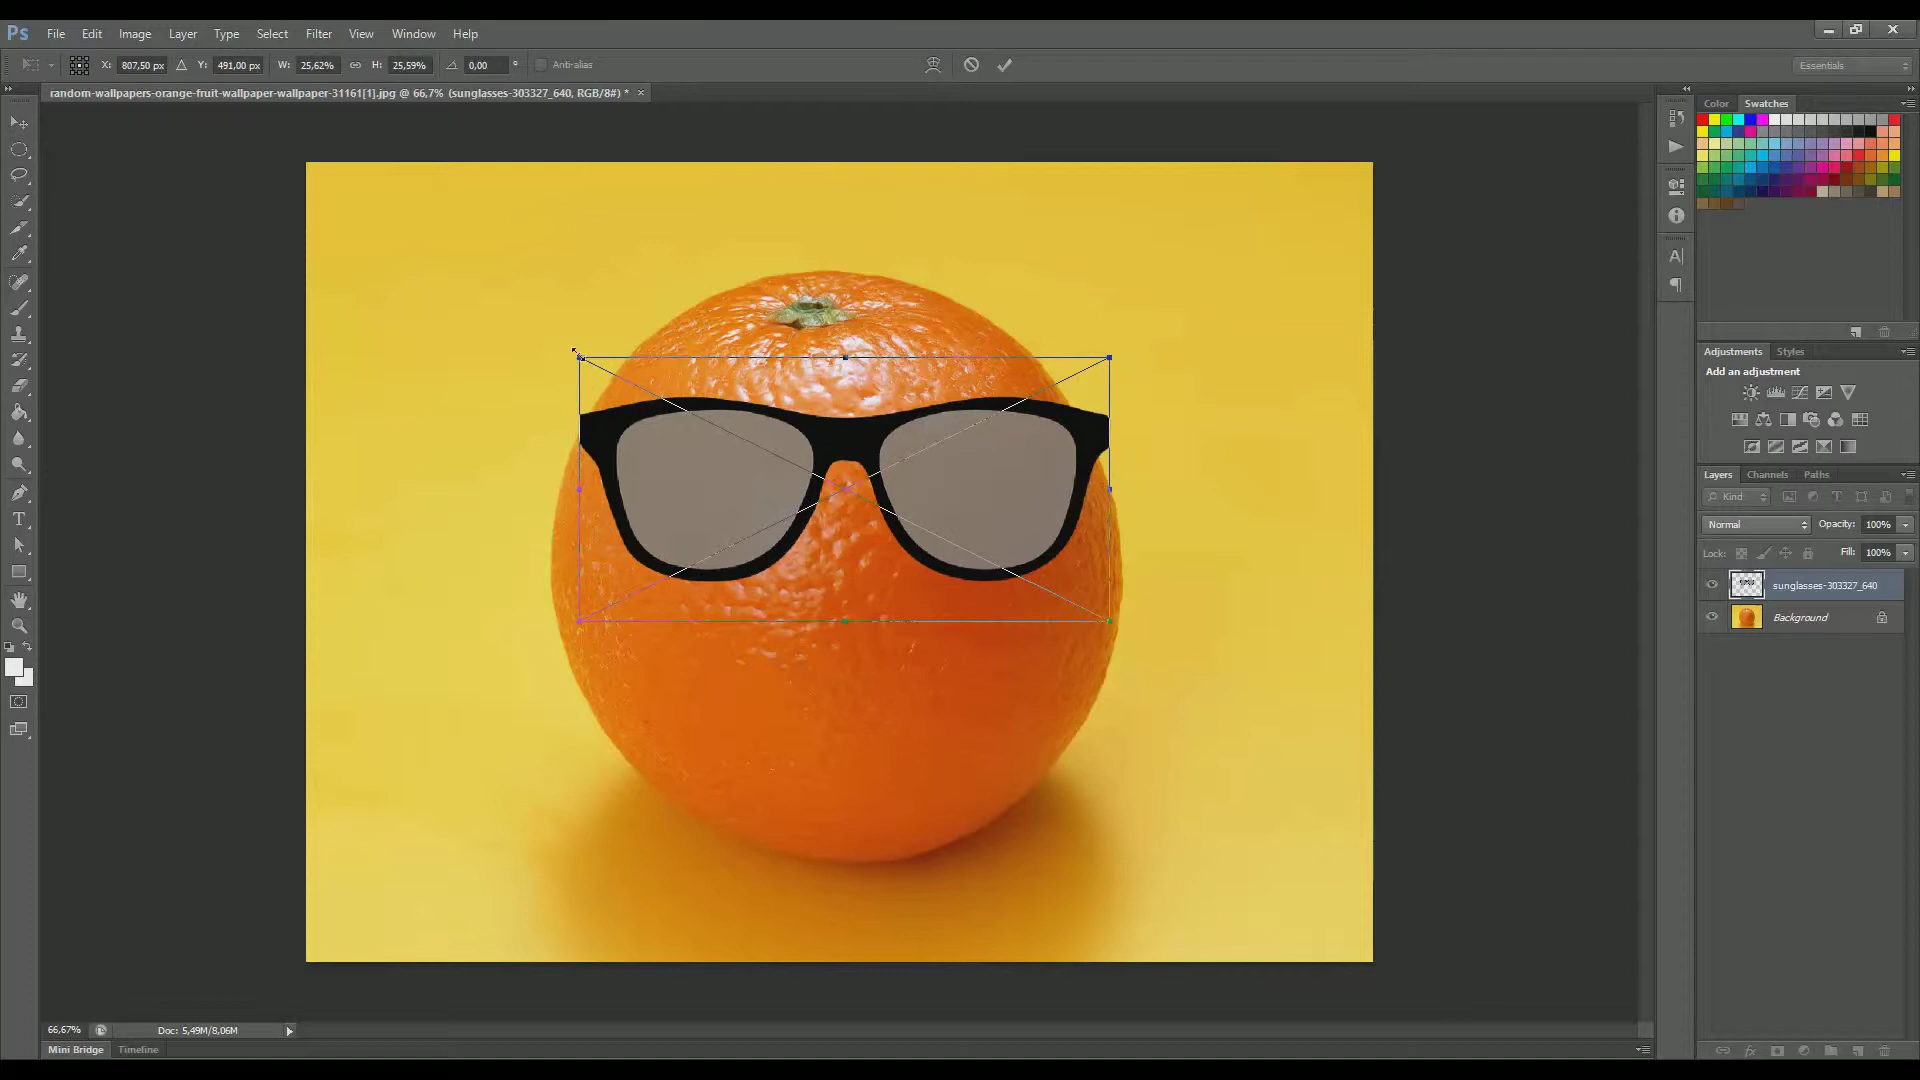 Ps File Edit Image Layer Type Select Filter View Window Help
X: 807,50 px Y: 491,00 px W: 25,62% H: 25,59% 0,00 ° Anti-alias Essentials
random-wallpapers-orange-fruit-wallpaper-wallpaper-31161[1].jpg @ 66,7% (sunglasses-303327_640, RGB/8#) * ×
Color Swatches
Adjustments Styles
Add an adjustment
Layers Channels Paths
Kind
Normal Opacity: 100%
Lock: Fill: 100%
sunglasses-303327_640
Background
66,67% Doc: 5,49M/8,06M
Mini Bridge Timeline